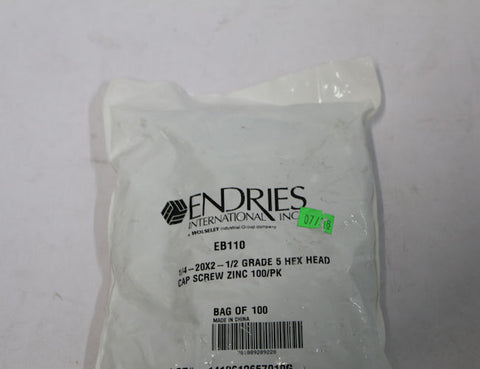 ENDRIES
INTERNATIONAL INC
A WOLSELEY Industrial Group company
07/18
EB110
1/4-20X2-1/2 GRADE 5 HEX HEAD
CAP SCREW ZINC 100/PK
BAG OF 100
MADE IN CHINA